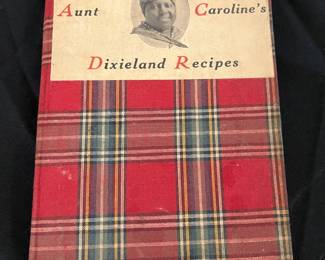 Aunt Caroline's
Dixieland Recipes